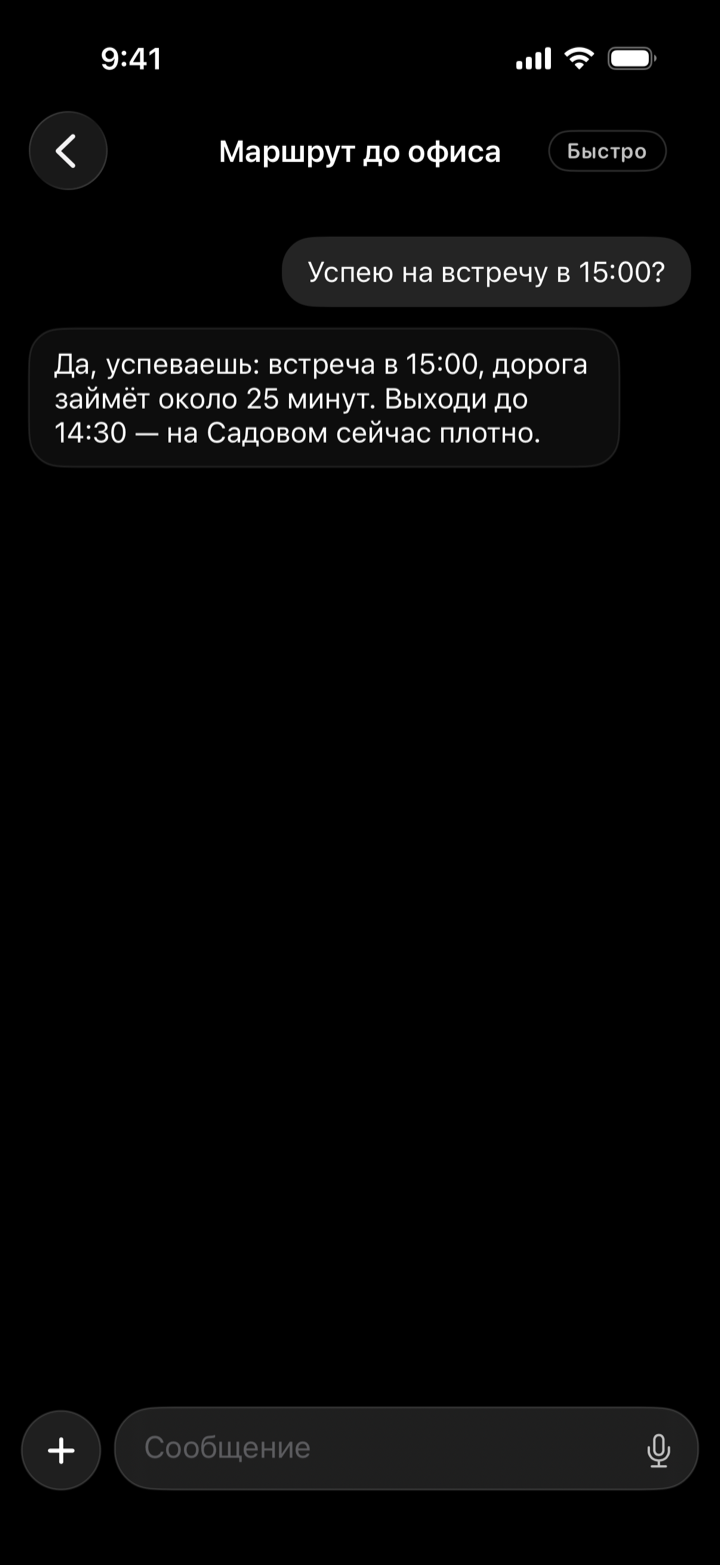 9:41
Маршрут до офиса
Быстро
Успею на встречу в 15:00?
Да, успеваешь: встреча в 15:00, дорога
займёт около 25 минут. Выходи до
14:30 — на Садовом сейчас плотно.
Сообщение